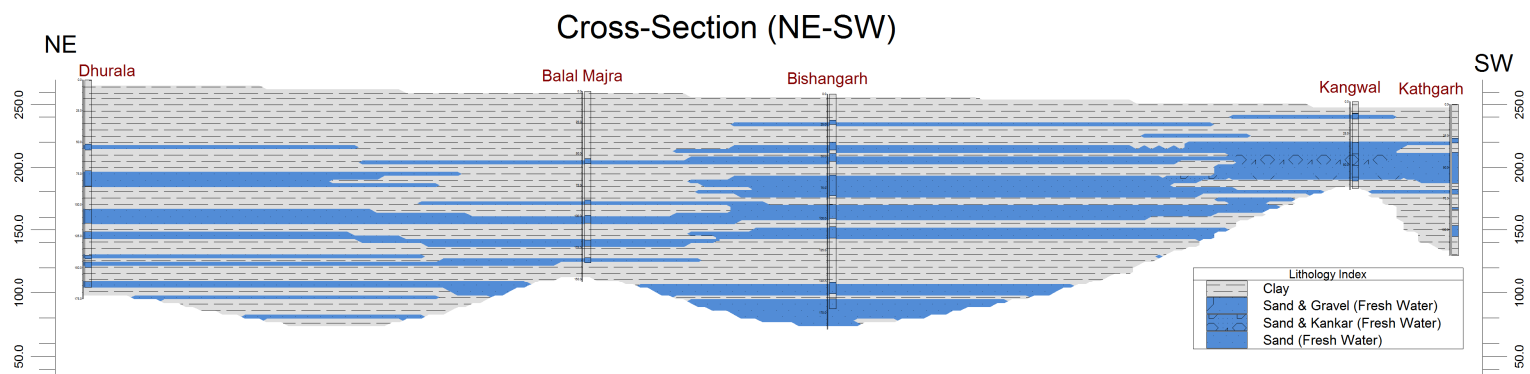 Cross-Section (NE-SW)
NE
SW
Dhurala
Balal Majra
Bishangarh
Kangwal
Kathgarh
250.0
200.0
150.0
100.0
50.0
250.0
200.0
150.0
100.0
50.0
Lithology Index
Clay
Sand & Gravel (Fresh Water)
Sand & Kankar (Fresh Water)
Sand (Fresh Water)